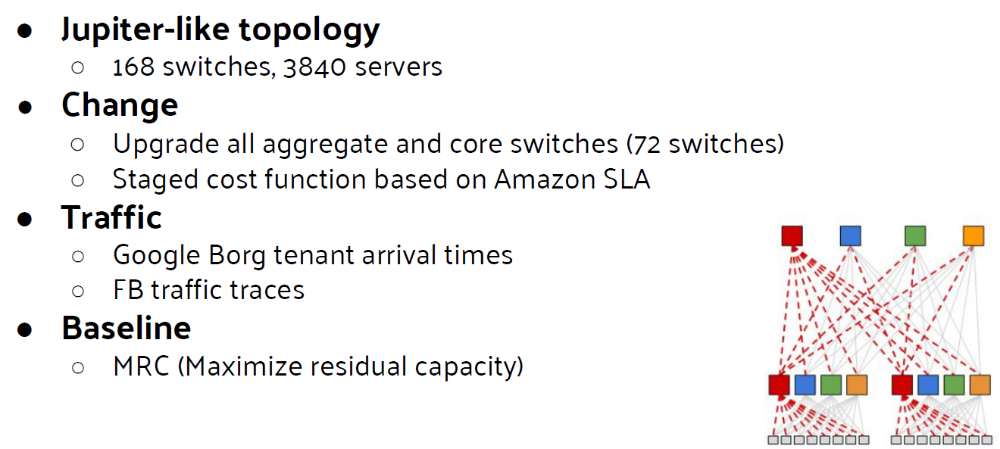 ● Jupiter-like topology
○ 168 switches, 3840 servers
● Change
○ Upgrade all aggregate and core switches (72 switches)
○ Staged cost function based on Amazon SLA
● Traffic
○ Google Borg tenant arrival times
○ FB traffic traces
● Baseline
○ MRC (Maximize residual capacity)